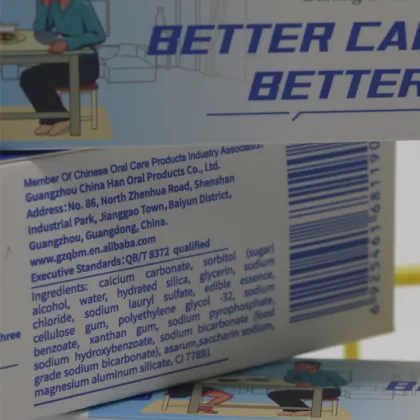 BETTER CA
BETTER
Member Of Chinese Oral Care Products Industry Association
Guangzhou China Han Oral Products Co., Ltd.
Address:No. 86, North Zhenhua Road, Shenshan
Industrial Park, Jianggao Town, Baiyun District,
Guangzhou, Guangdong, China.
www.gzqbm.en.alibaba.com
Executive Standards:QB/T 8372 qualified
Ingredients: calcium carbonate, sorbitol (sugar)
alcohol, water, hydrated silica, glycerin, sodium
chloride, sodium lauryl sulfate, edible essence,
cellulose gum, polyethylene glycol -32, sodium
benzoate, xanthan gum, sodium pyrophosphate,
sodium hydroxybenzoate, sodium bicarbonate (food
grade sodium bicarbonate), asarum,saccharin sodium,
magnesium aluminum silicate, CI 77891
hree
6 923461 681190